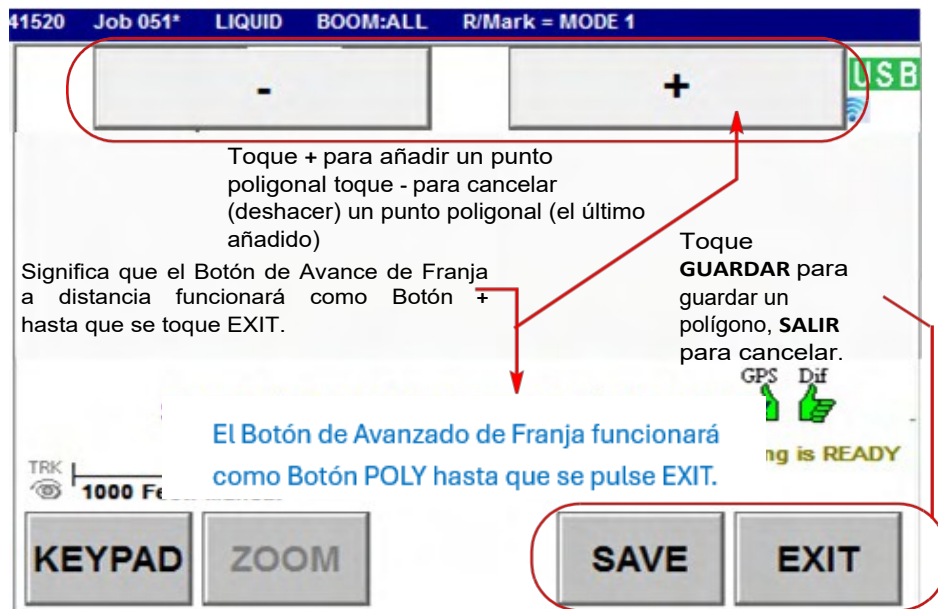 41520 Job 051* LIQUID BOOM:ALL R/Mark = MODE 1
- +
USB
Toque + para añadir un punto
poligonal toque - para cancelar
(deshacer) un punto poligonal (el último
añadido)
Toque
GUARDAR para
guardar un
polígono, SALIR
para cancelar.
Significa que el Botón de Avance de Franja
a distancia funcionará como Botón +
hasta que se toque EXIT.
GPS Dif
El Botón de Avanzado de Franja funcionará
como Botón POLY hasta que se pulse EXIT.
ng is READY
TRK
1000
KEYPAD ZOOM SAVE EXIT